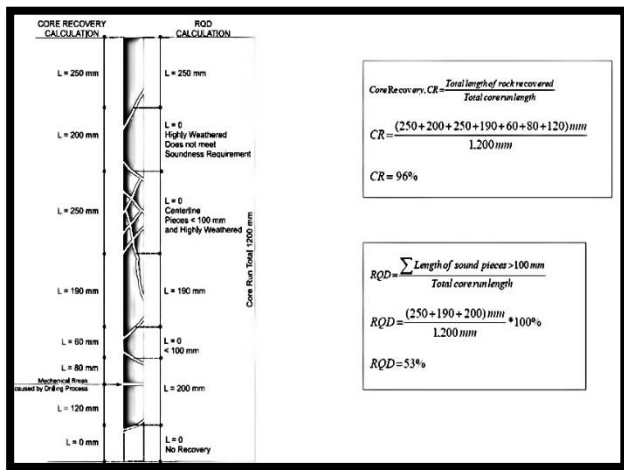 CORE RECOVERY
CALCULATION
RQD
CALCULATION
L = 250 mm
L = 200 mm
L = 250 mm
L = 190 mm
L = 60 mm
L = 80 mm
Mechanical Break
caused by Drilling Process
L = 120 mm
L = 0 mm
L = 250 mm
L = 0
Highly Weathered
Does not meet
Soundness Requirement
L = 0
Centerline
Pieces < 100 mm
and Highly Weathered
L = 190 mm
L = 0
< 100 mm
L = 200 mm
L = 0
No Recovery
Core Run Total 1200 mm
Core Recovery, CR = Total length of rock recovered / Total core run length
CR = (250+200+250+190+60+80+120)mm / 1.200 mm
CR = 96%
RQD = ∑ Length of sound pieces >100 mm / Total core run length
RQD = (250+190+200)mm / 1.200 mm *100%
RQD = 53%